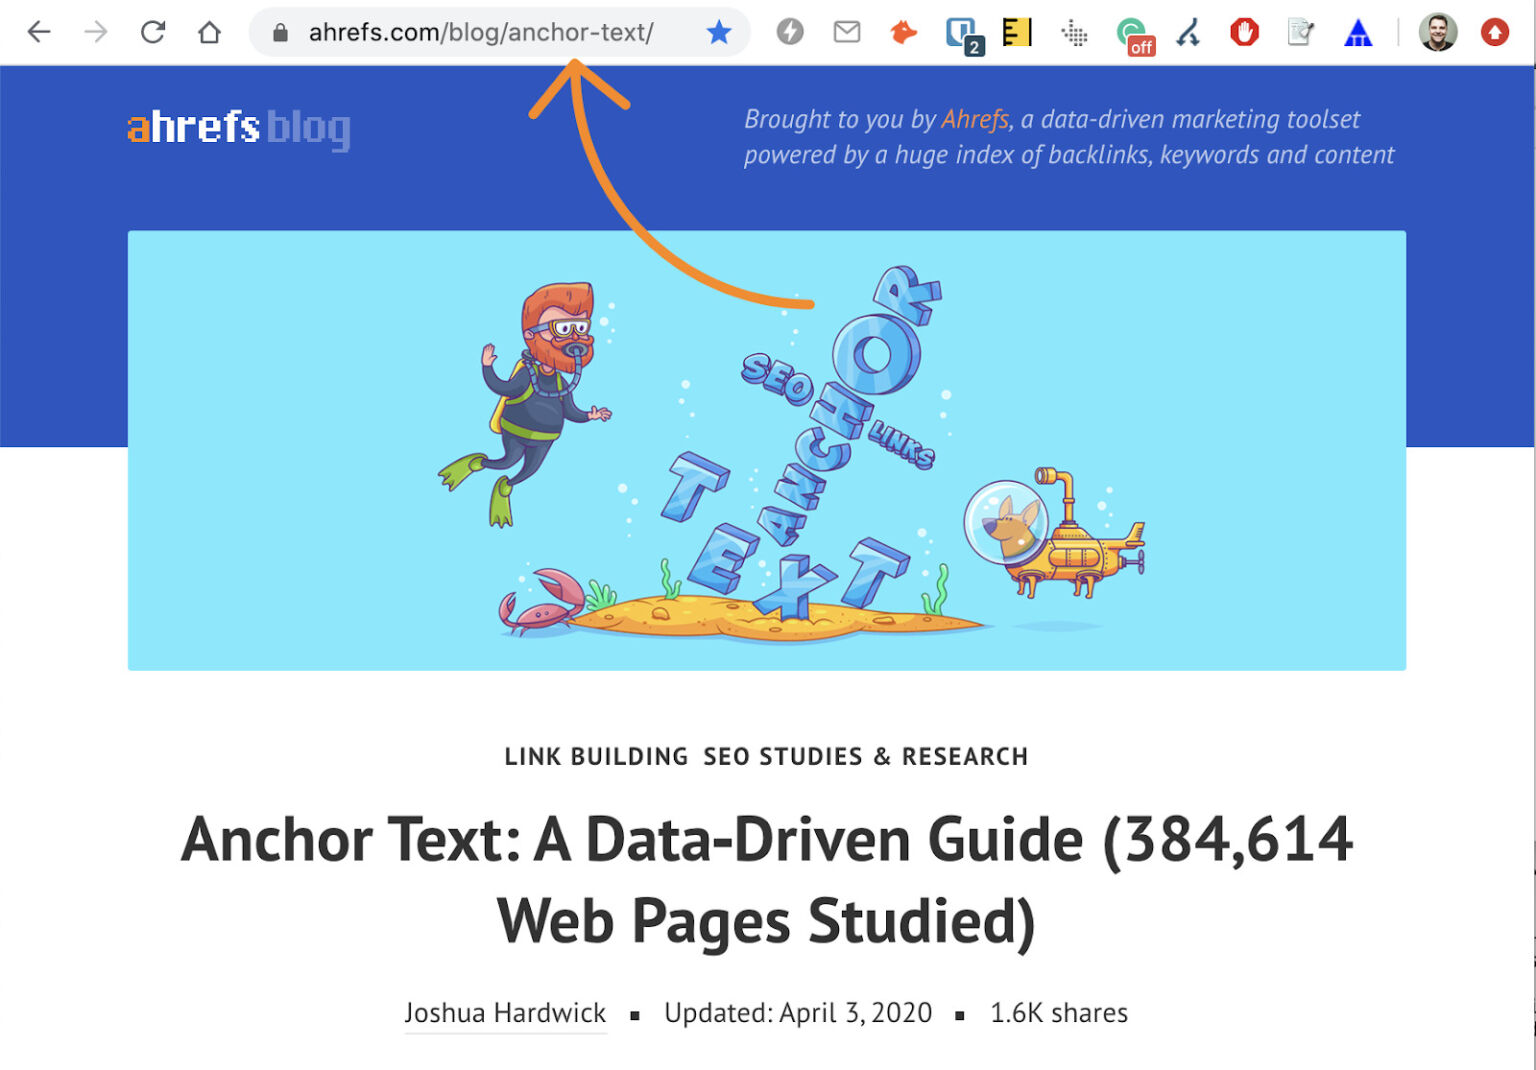 ahrefs.com/blog/anchor-text/
2
off
ahrefs blog
Brought to you by Ahrefs, a data-driven marketing toolset
powered by a huge index of backlinks, keywords and content
SEO
ANCHOR
LINKS
TEXT
LINK BUILDING SEO STUDIES & RESEARCH
Anchor Text: A Data-Driven Guide (384,614
Web Pages Studied)
Joshua Hardwick ▪ Updated: April 3, 2020 ▪ 1.6K shares